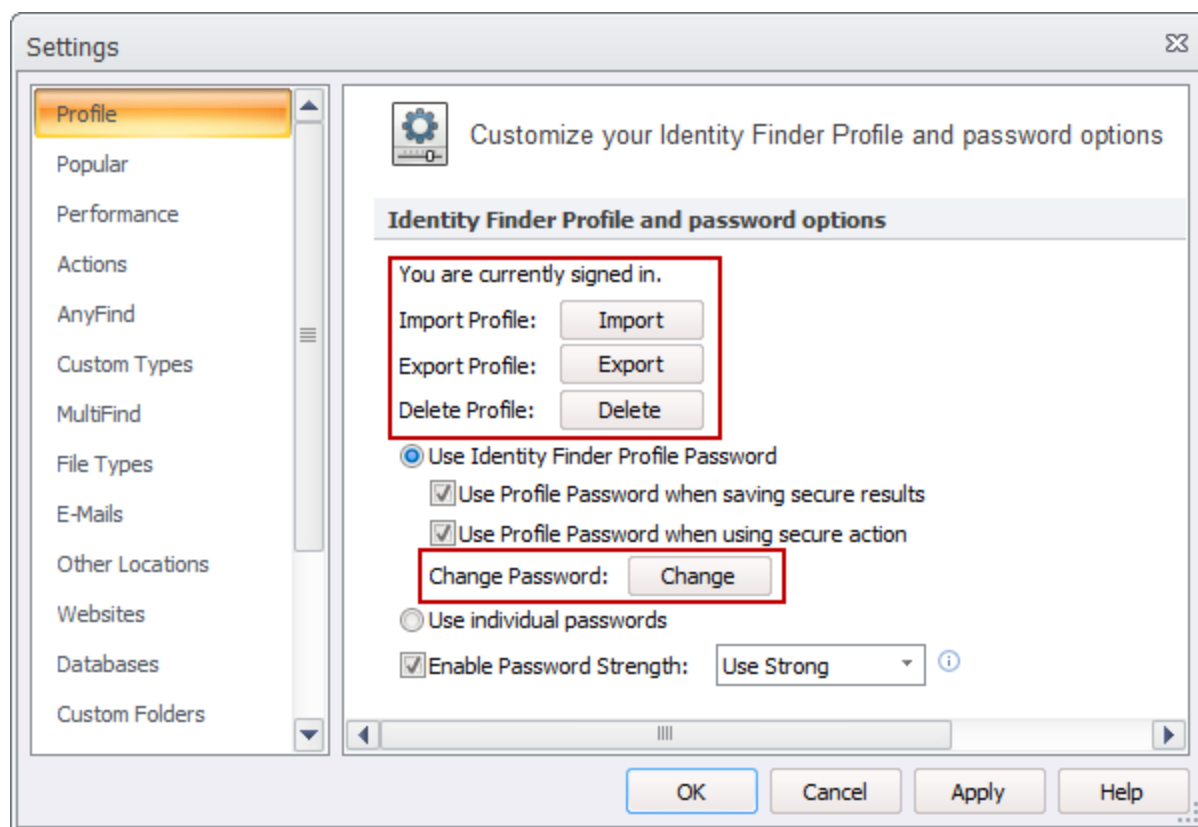 Settings
Profile
Popular
Performance
Actions
AnyFind
Custom Types
MultiFind
File Types
E-Mails
Other Locations
Websites
Databases
Custom Folders
Customize your Identity Finder Profile and password options
Identity Finder Profile and password options
You are currently signed in.
Import Profile: Import
Export Profile: Export
Delete Profile: Delete
Use Identity Finder Profile Password
Use Profile Password when saving secure results
Use Profile Password when using secure action
Change Password: Change
Use individual passwords
Enable Password Strength: Use Strong
OK Cancel Apply Help